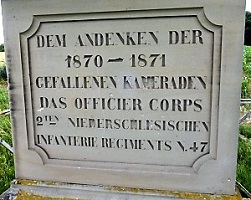 DEM ANDENKEN DER
1870 — 1871
GEFALLENEN KAMERADEN
DAS OFFICIER CORPS
2TEN NIEDERSCHLESISCHEN
INFANTERIE REGIMENTS N. 47